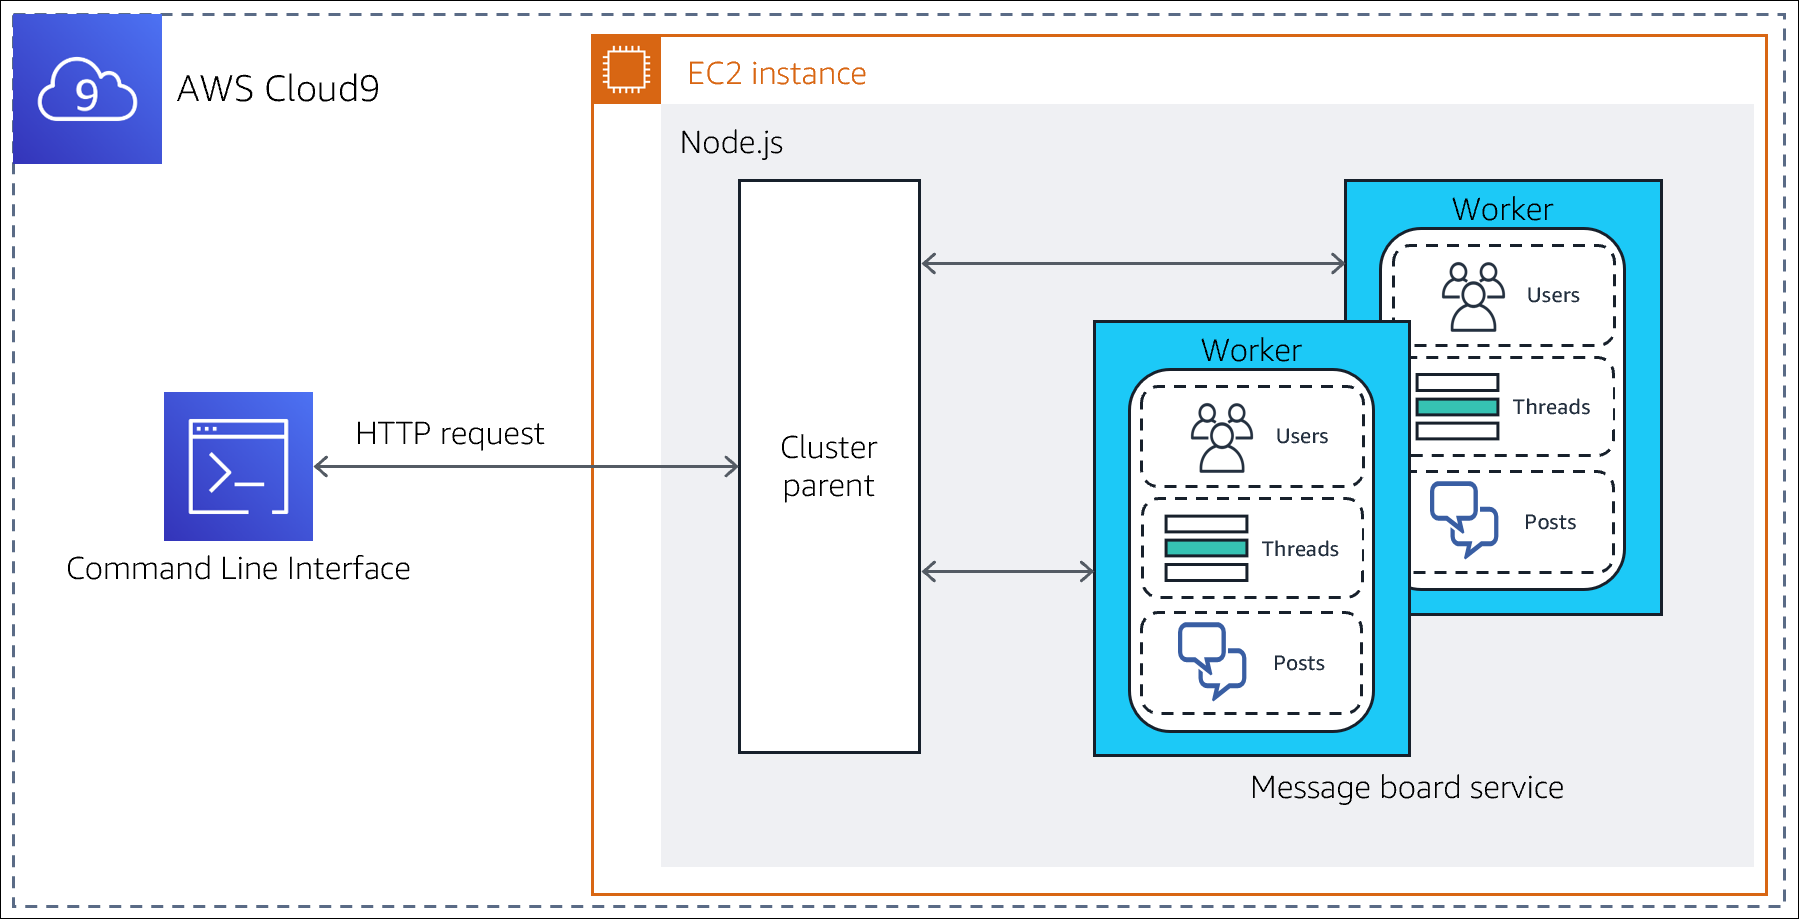 9
AWS Cloud9
EC2 instance
Node.js
Worker
Users
Threads
Posts
Worker
Users
Threads
Posts
Cluster
parent
HTTP request
Command Line Interface
Message board service